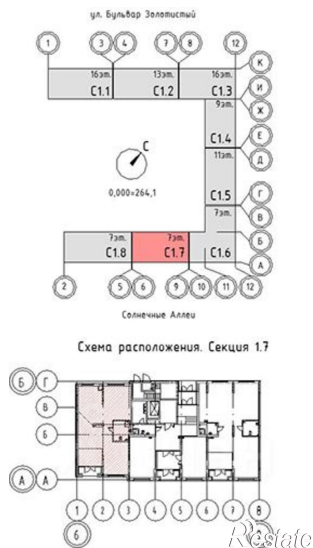 ул. Бульвар Золотистый
1 3 4 7 8 12
16эт. 13эт. 16эт. К
С1.1 С1.2 С1.3 И
9эт. Ж
С1.4 Е
11эт. Д
С
С1.5 Г
0,000=264,1
7эт. В
7эт. 7эт. Б
С1.8 С1.7 С1.6 А
2 5 6 9 10 11 12
Солнечные Аллеи
Схема расположения. Секция 1.7
Б Г
В
Б
А А
1 2 3 4 5 6 7 8
6
Restate